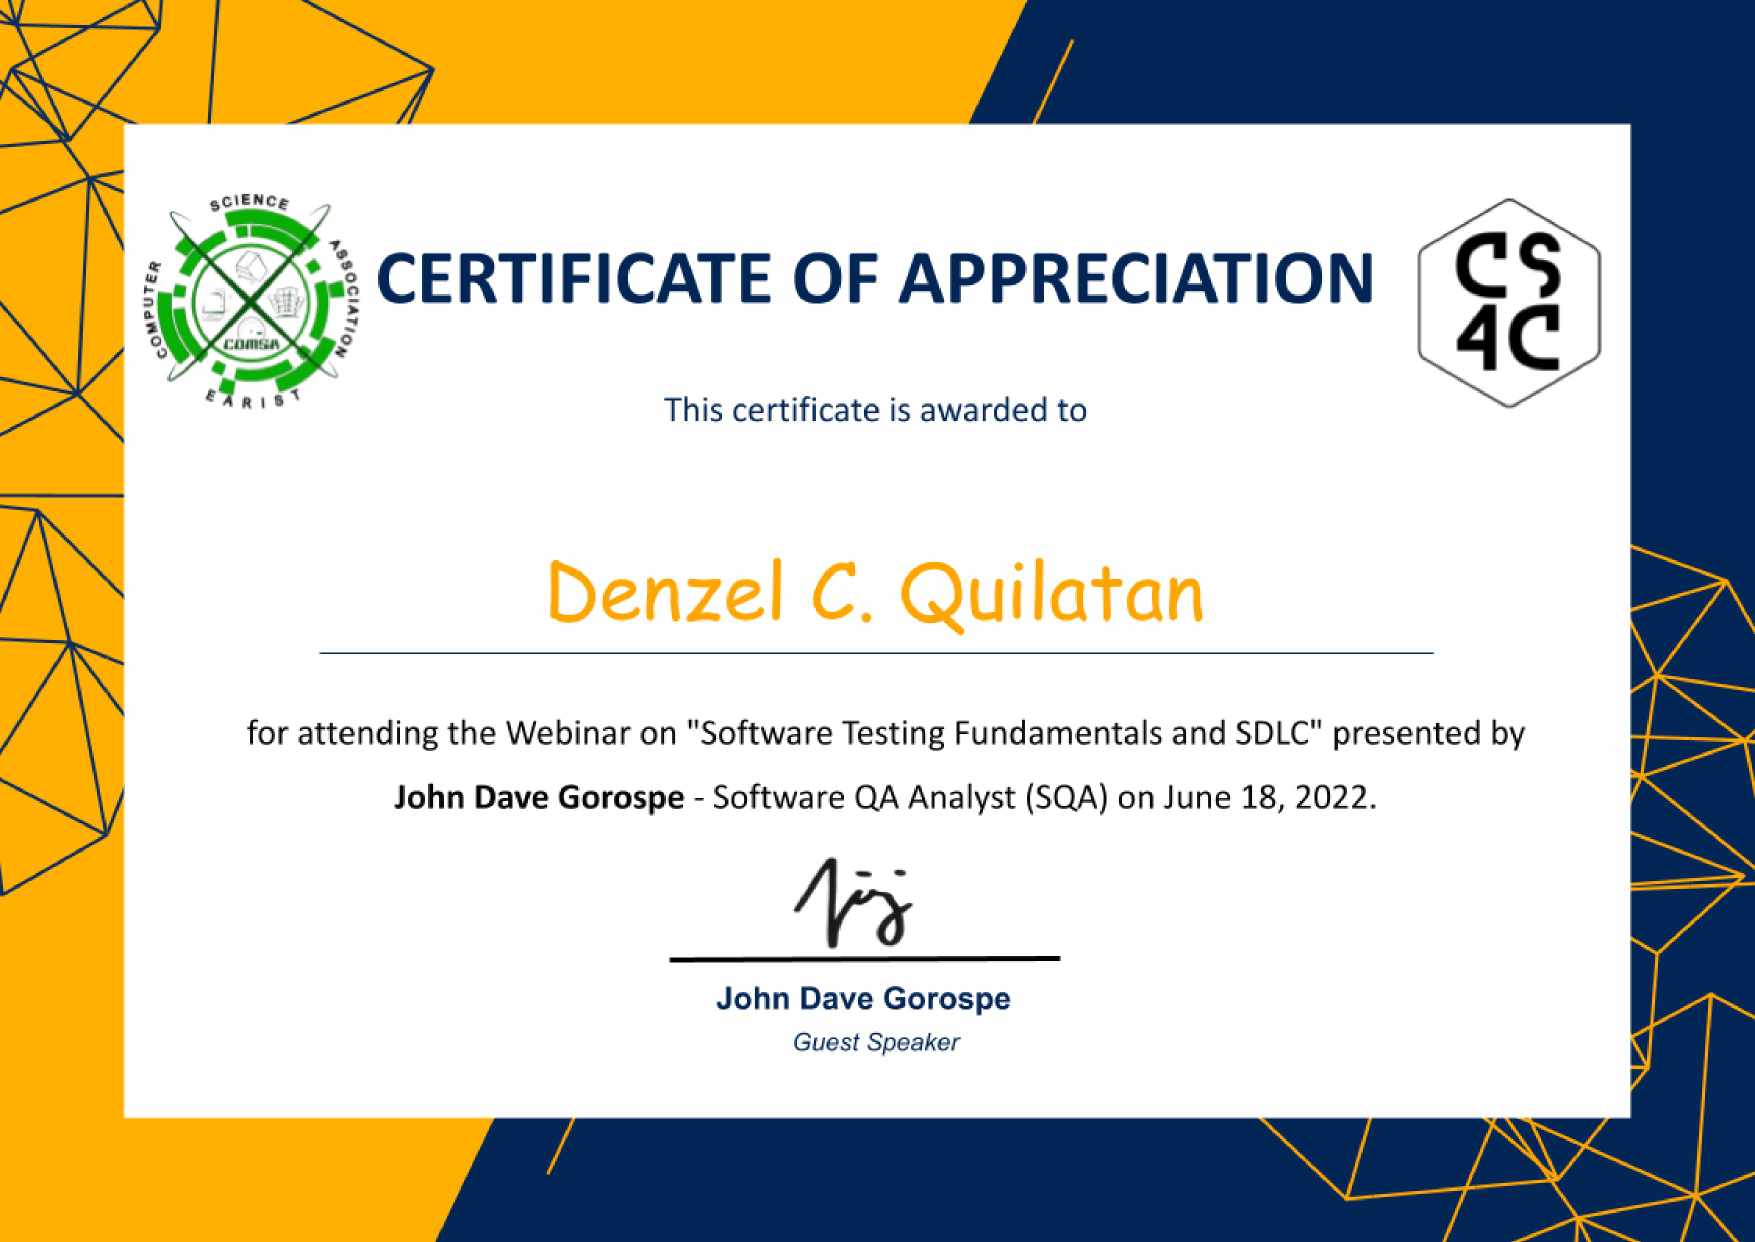 COMPUTER SCIENCE ASSOCIATION
COMSA
EARIST
CERTIFICATE OF APPRECIATION
CS
4C
This certificate is awarded to
Denzel C. Quilatan
for attending the Webinar on "Software Testing Fundamentals and SDLC" presented by
John Dave Gorospe - Software QA Analyst (SQA) on June 18, 2022.
John Dave Gorospe
Guest Speaker